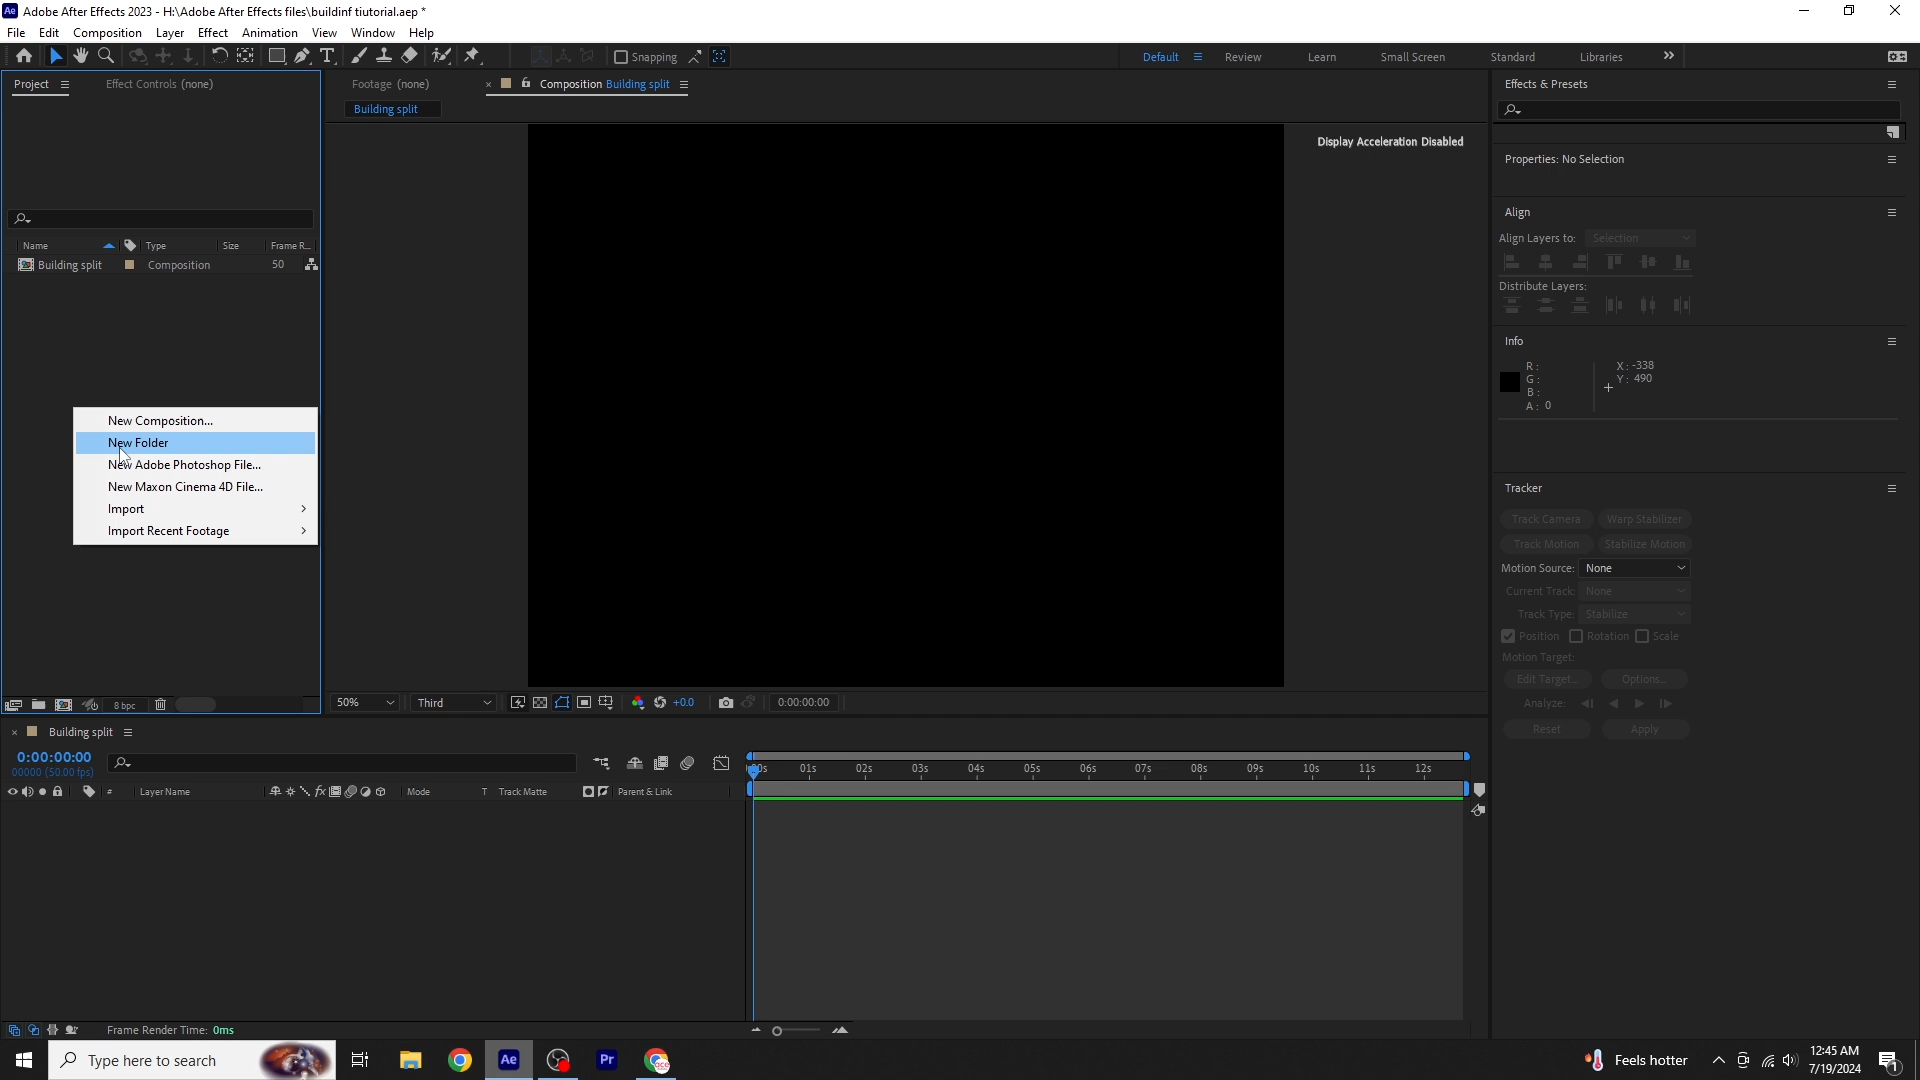 Adobe After Effects 2023 - H:\Adobe After Effects files\buildinf tiutorial.aep *
File Edit Composition Layer Effect Animation View Window Help
Snapping
Default Review Learn Small Screen Standard Libraries
Project Effect Controls (none)
Footage (none) Composition Building split
Building split
Display Acceleration Disabled
Effects & Presets
Properties: No Selection
Align
Align Layers to: Selection
Distribute Layers:
Name Type Size Frame R...
Building split Composition 50
New Composition...
New Folder
New Adobe Photoshop File...
New Maxon Cinema 4D File...
Import
Import Recent Footage
Info
R:
G:
B:
A: 0
X: -338
Y: 490
Tracker
Track Camera Warp Stabilizer
Track Motion Stabilize Motion
Motion Source: None
Current Track: None
Track Type: Stabilize
Position Rotation Scale
Motion Target:
Edit Target... Options...
Analyze:
Reset Apply
8 bpc
50% Third +0.0 0:00:00:00
Building split
0:00:00:00
00000 (50.00 fps)
# Layer Name fx Mode T Track Matte Parent & Link
01s 02s 03s 04s 05s 06s 07s 08s 09s 10s 11s 12s
Frame Render Time: 0ms
Type here to search
Ae
Pr
Feels hotter
12:45 AM
7/19/2024
1